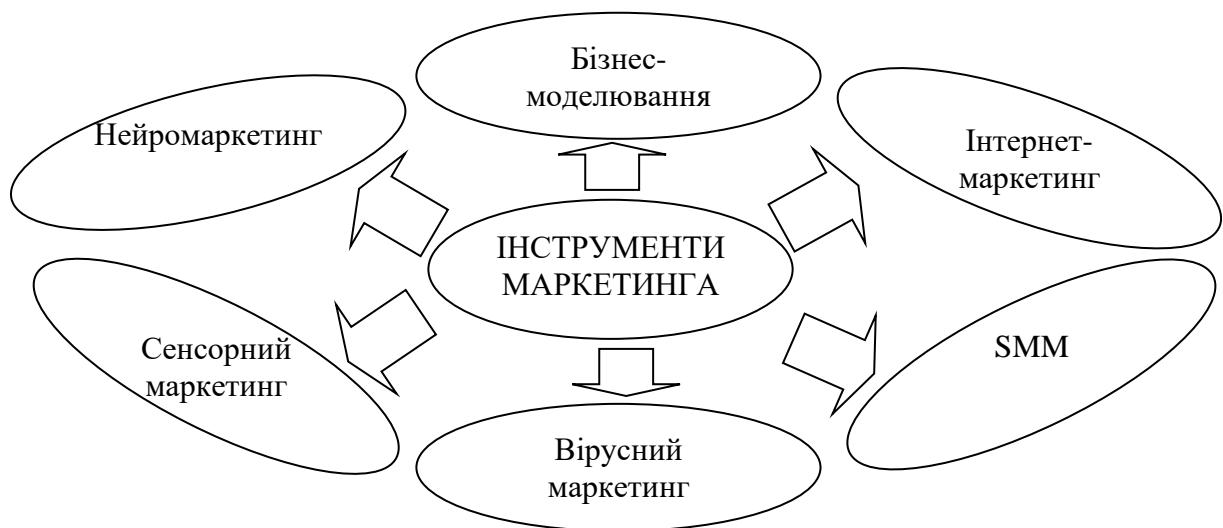 Бізнес-
моделювання
Нейромаркетинг
Інтернет-
маркетинг
ІНСТРУМЕНТИ
МАРКЕТИНГА
Сенсорний
маркетинг
SMM
Вірусний
маркетинг